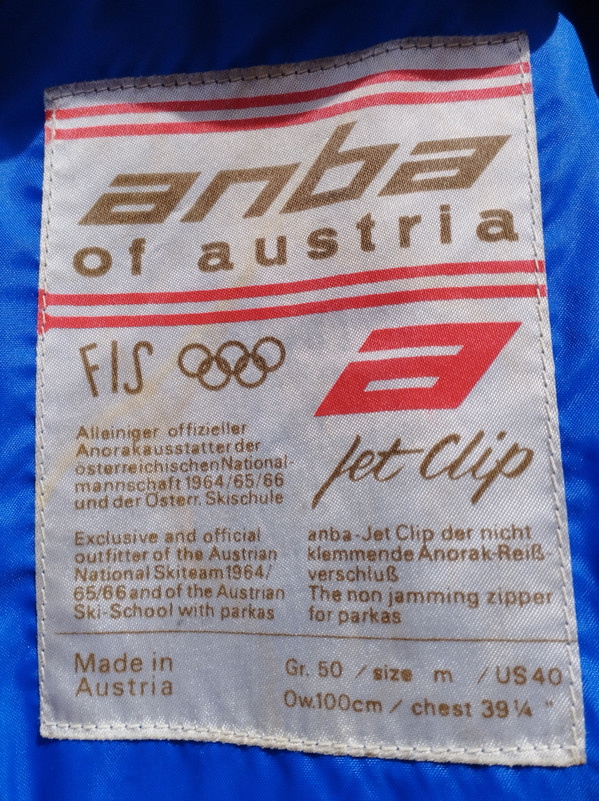 anba
of austria
FIS
a
Jet Clip
Alleiniger offizieller
Anorakausstatter der
österreichischen National-
mannschaft 1964/65/66
und der Österr. Skischule
Exclusive and official
outfitter of the Austrian
National Skiteam 1964/
65/66 and of the Austrian
Ski-School with parkas
anba-Jet Clip der nicht
klemmende Anorak-Reiß-
verschluß
The non jamming zipper
for parkas
Made in
Austria
Gr. 50 / size m / US 40
Ow. 100cm / chest 39 ¼ "